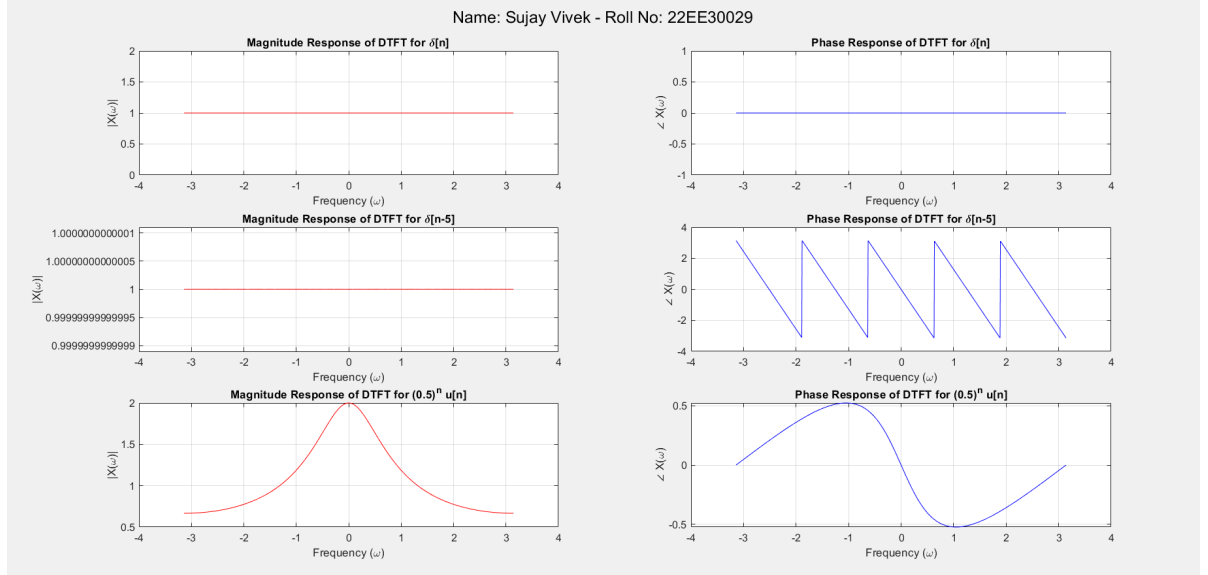 Name: Sujay Vivek - Roll No: 22EE30029
Magnitude Response of DTFT for δ[n]
|X(ω)|
2
1.5
1
0.5
0
-4 -3 -2 -1 0 1 2 3 4
Frequency (ω)
Phase Response of DTFT for δ[n]
∠ X(ω)
1
0.5
0
-0.5
-1
-4 -3 -2 -1 0 1 2 3 4
Frequency (ω)
Magnitude Response of DTFT for δ[n-5]
|X(ω)|
1.0000000000001
1.00000000000005
1
0.99999999999995
0.9999999999999
-4 -3 -2 -1 0 1 2 3 4
Frequency (ω)
Phase Response of DTFT for δ[n-5]
∠ X(ω)
4
2
0
-2
-4
-4 -3 -2 -1 0 1 2 3 4
Frequency (ω)
Magnitude Response of DTFT for (0.5)ⁿ u[n]
|X(ω)|
2
1.5
1
0.5
-4 -3 -2 -1 0 1 2 3 4
Frequency (ω)
Phase Response of DTFT for (0.5)ⁿ u[n]
∠ X(ω)
0.5
0
-0.5
-4 -3 -2 -1 0 1 2 3 4
Frequency (ω)